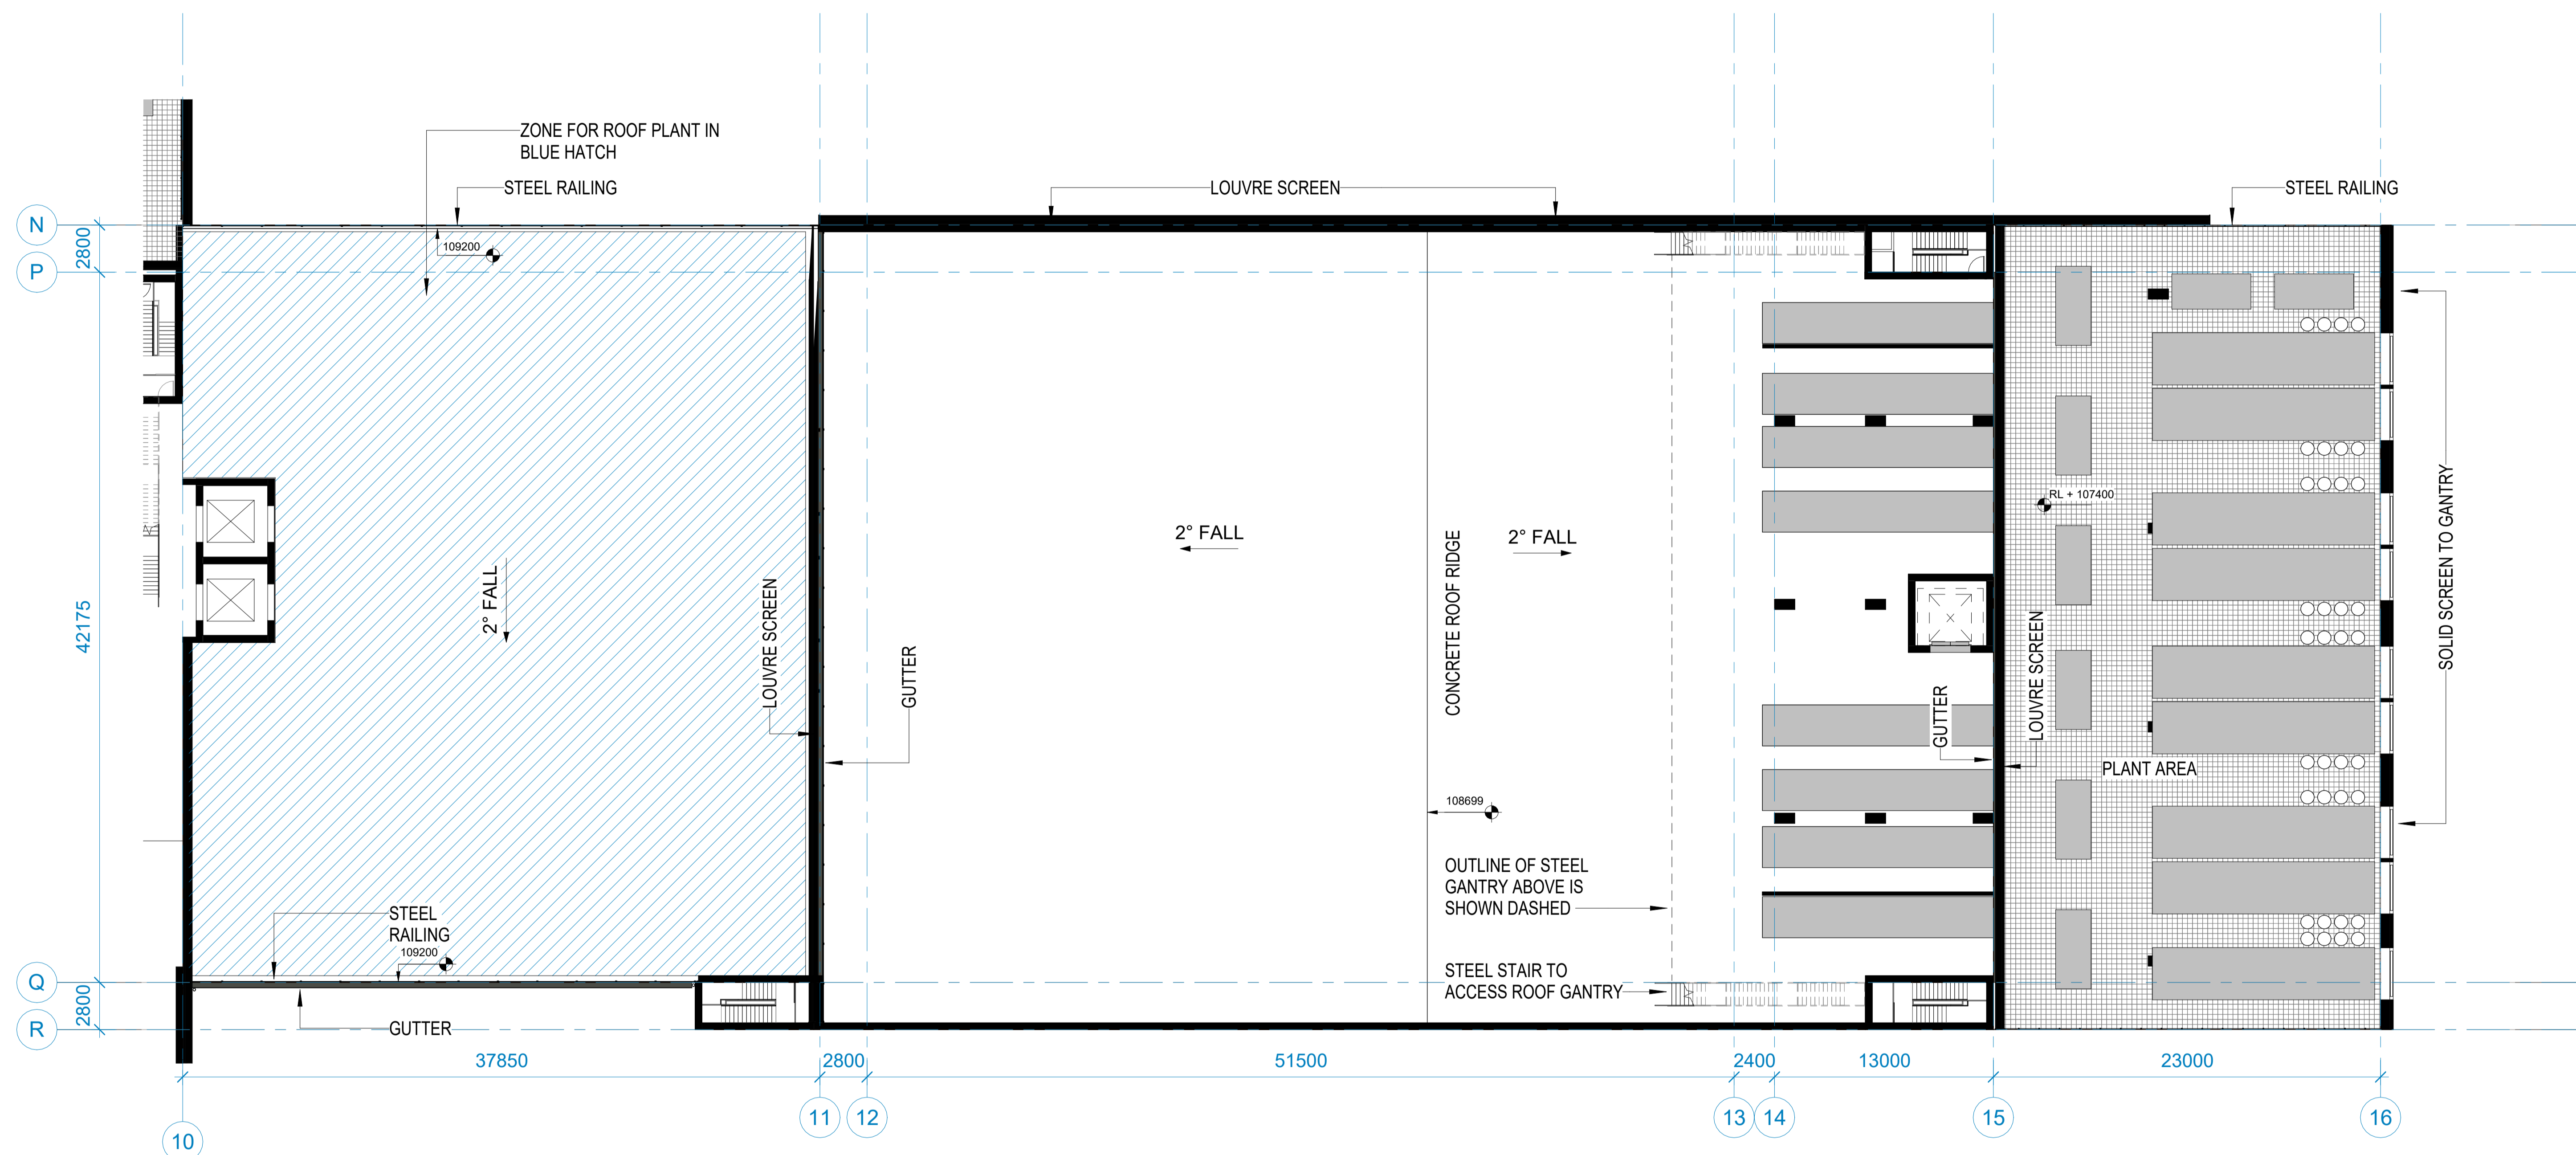 ZONE FOR ROOF PLANT IN
BLUE HATCH
STEEL RAILING
LOUVRE SCREEN
STEEL RAILING
N
2800
P
109200
42175
2° FALL
LOUVRE SCREEN
GUTTER
2° FALL
CONCRETE ROOF RIDGE
2° FALL
108699
RL + 107400
GUTTER
LOUVRE SCREEN
PLANT AREA
SOLID SCREEN TO GANTRY
OUTLINE OF STEEL
GANTRY ABOVE IS
SHOWN DASHED
STEEL
RAILING
109200
STEEL STAIR TO
ACCESS ROOF GANTRY
Q
2800
R
GUTTER
37850
2800
51500
2400
13000
23000
10
11
12
13
14
15
16